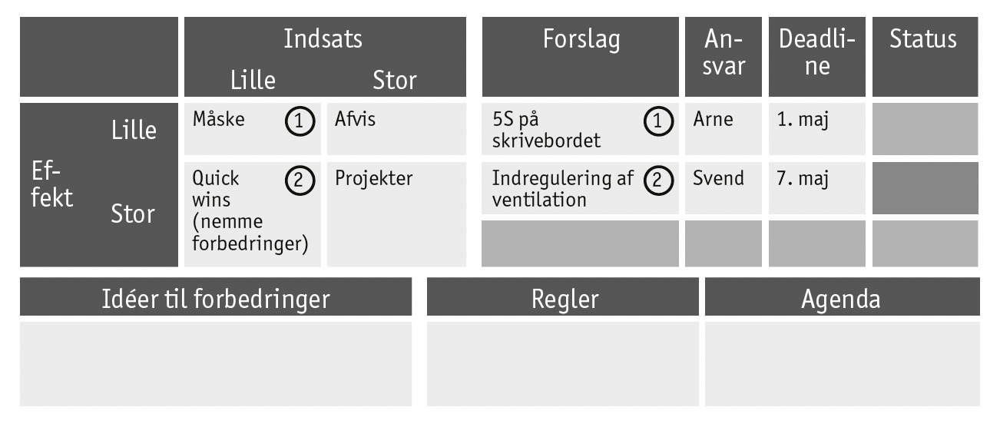 Indsats
Lille Stor
Forslag
An-
svar
Deadli-
ne
Status
Ef-
fekt
Lille
Måske 1
Afvis
Stor
Quick 2
wins
(nemme
forbedringer)
Projekter
5S på 1
skrivebordet
Arne
1. maj
Indregulering af 2
ventilation
Svend
7. maj
Idéer til forbedringer
Regler
Agenda